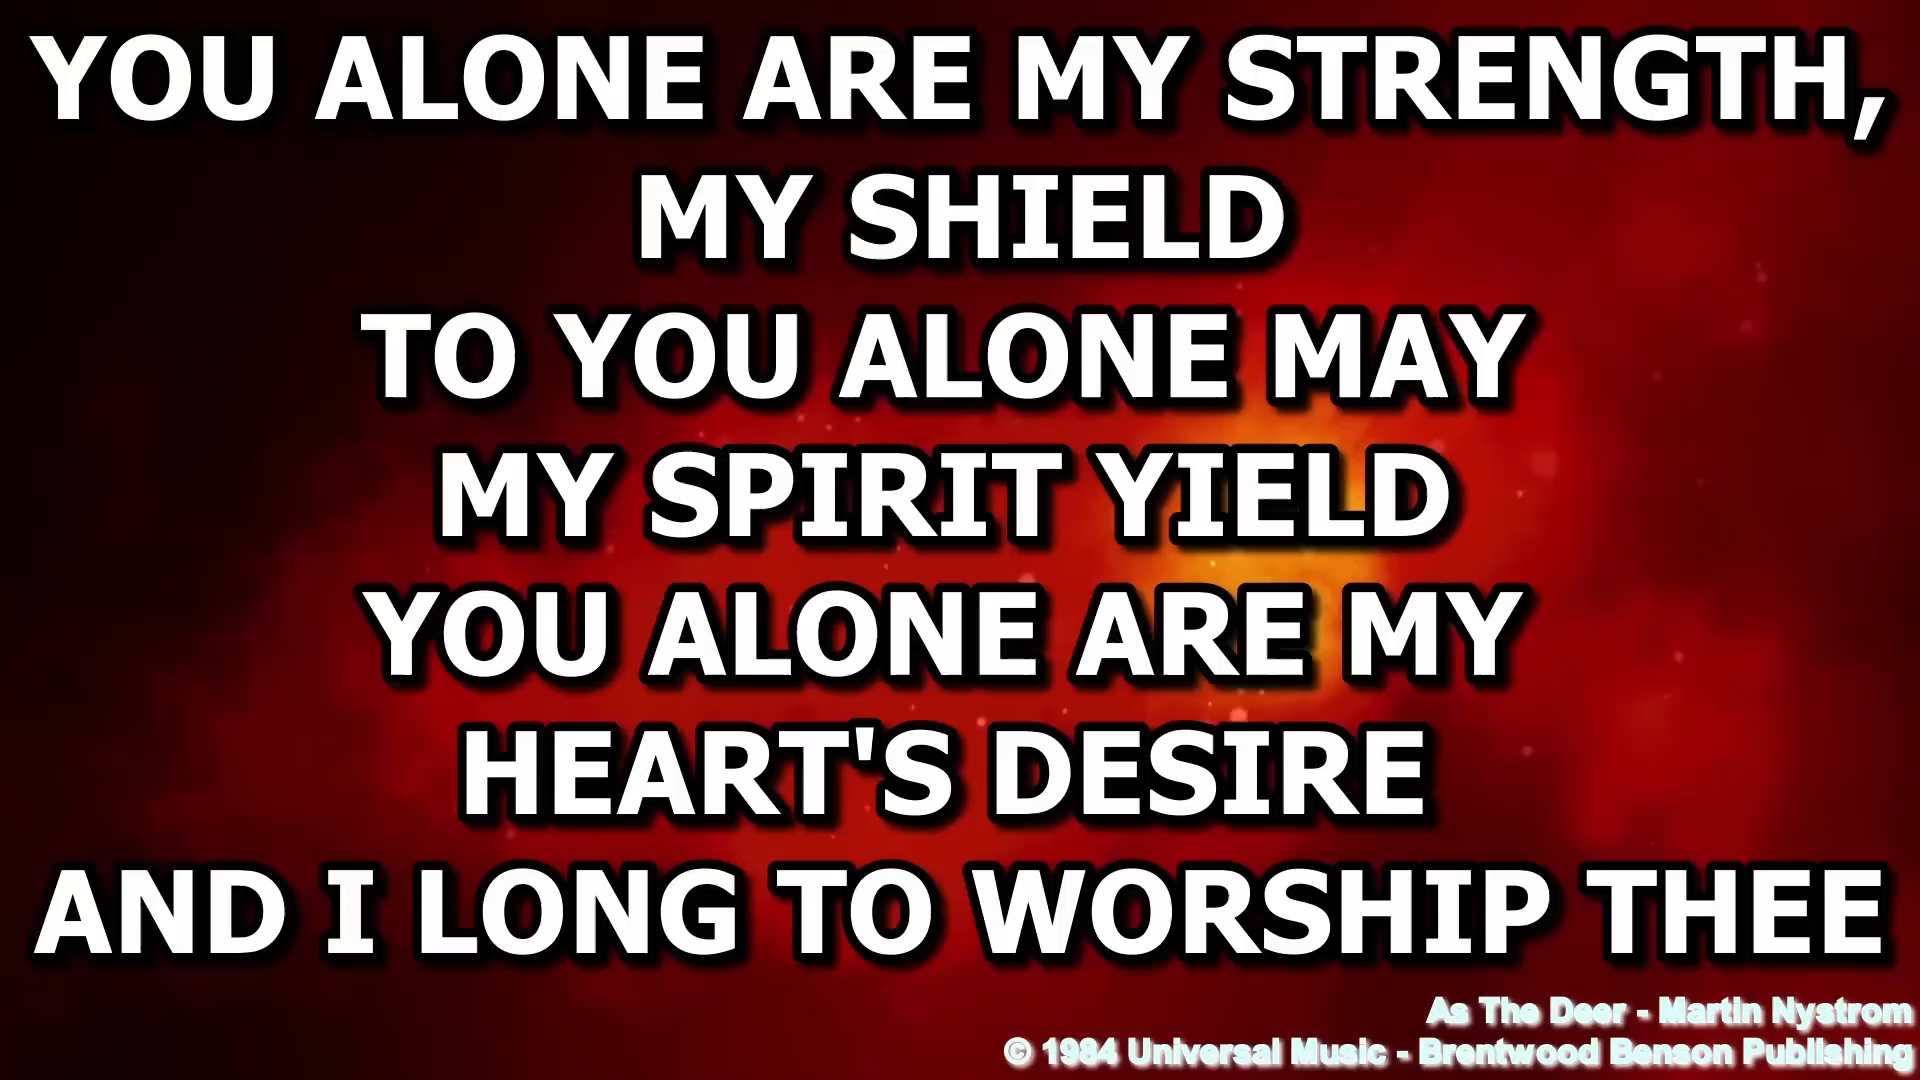 YOU ALONE ARE MY STRENGTH,
MY SHIELD
TO YOU ALONE MAY
MY SPIRIT YIELD
YOU ALONE ARE MY
HEART'S DESIRE
AND I LONG TO WORSHIP THEE
As The Deer - Martin Nystrom
© 1984 Universal Music - Brentwood Benson Publishing